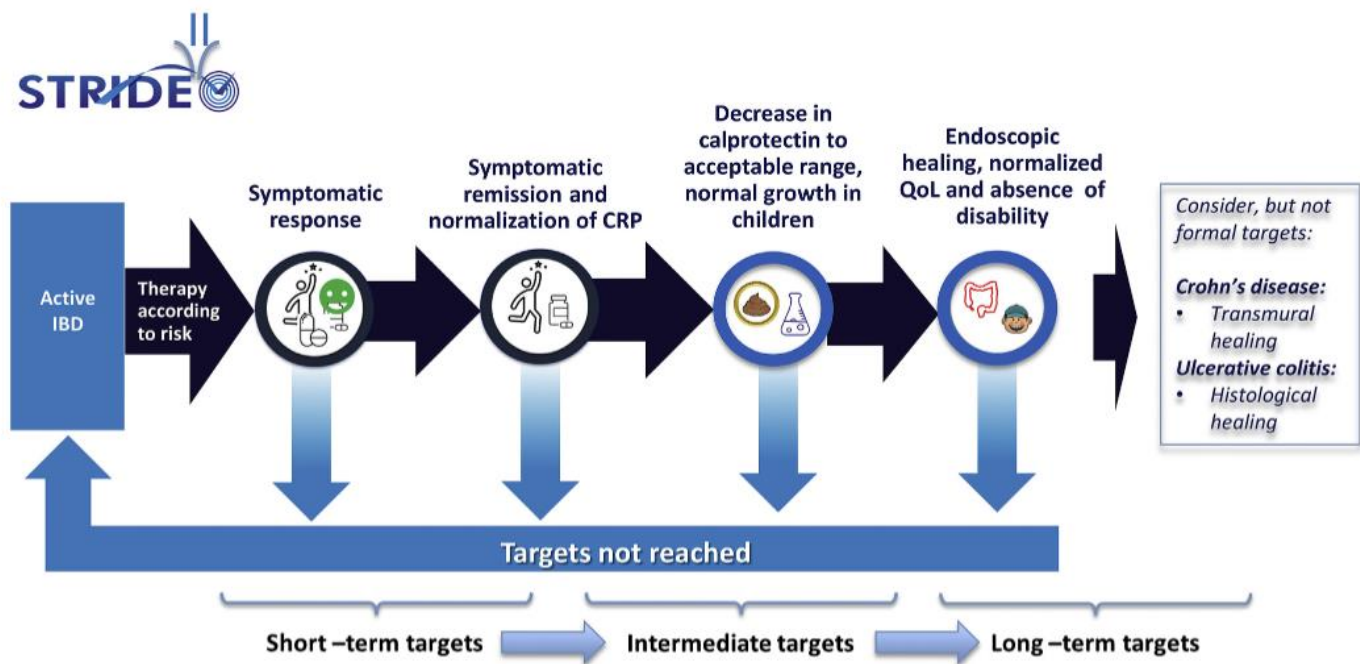 II
STRIDE
Symptomatic
response
Symptomatic
remission and
normalization of CRP
Decrease in
calprotectin to
acceptable range,
normal growth in
children
Endoscopic
healing, normalized
QoL and absence of
disability
Active
IBD
Therapy
according
to risk
Consider, but not
formal targets:
Crohn's disease:
• Transmural
healing
Ulcerative colitis:
• Histological
healing
Targets not reached
Short –term targets
Intermediate targets
Long –term targets